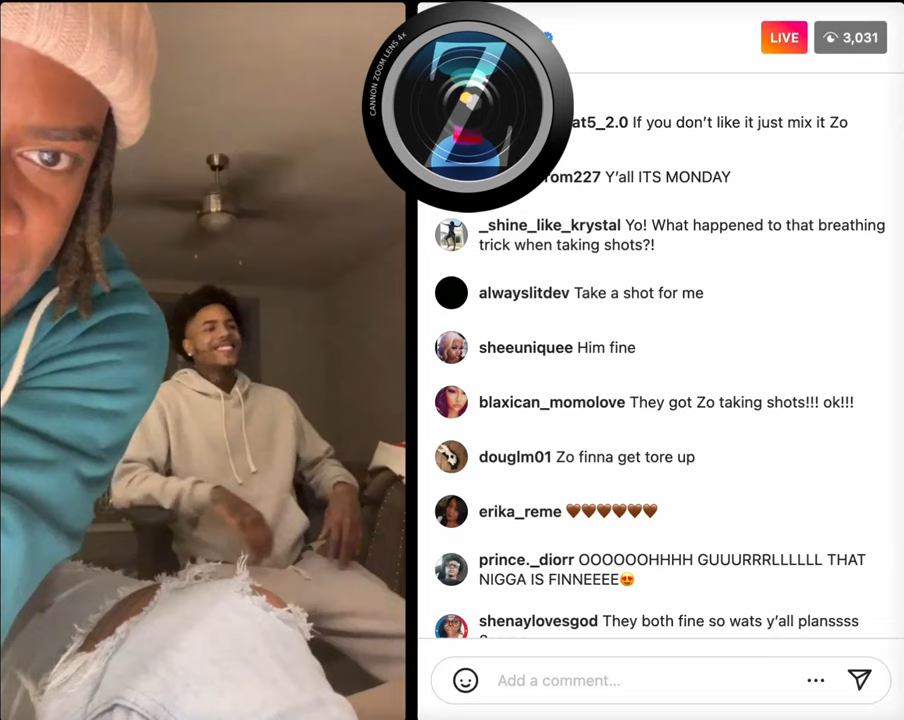 CANNON ZOOM LENS 4x
Z
LIVE
3,031
at5_2.0 If you don’t like it just mix it Zo
rom227 Y’all ITS MONDAY
_shine_like_krystal Yo! What happened to that breathing
trick when taking shots?!
alwayslitdev Take a shot for me
sheeuniquee Him fine
blaxican_momolove They got Zo taking shots!!! ok!!!
douglm01 Zo finna get tore up
erika_reme 🤎🤎🤎🤎🤎🤎
prince._diorr OOOOOOHHHH GUUURRRLLLLLL THAT
NIGGA IS FINNEEEE😍
shenaylovesgod They both fine so wats y’all planssss
Add a comment...